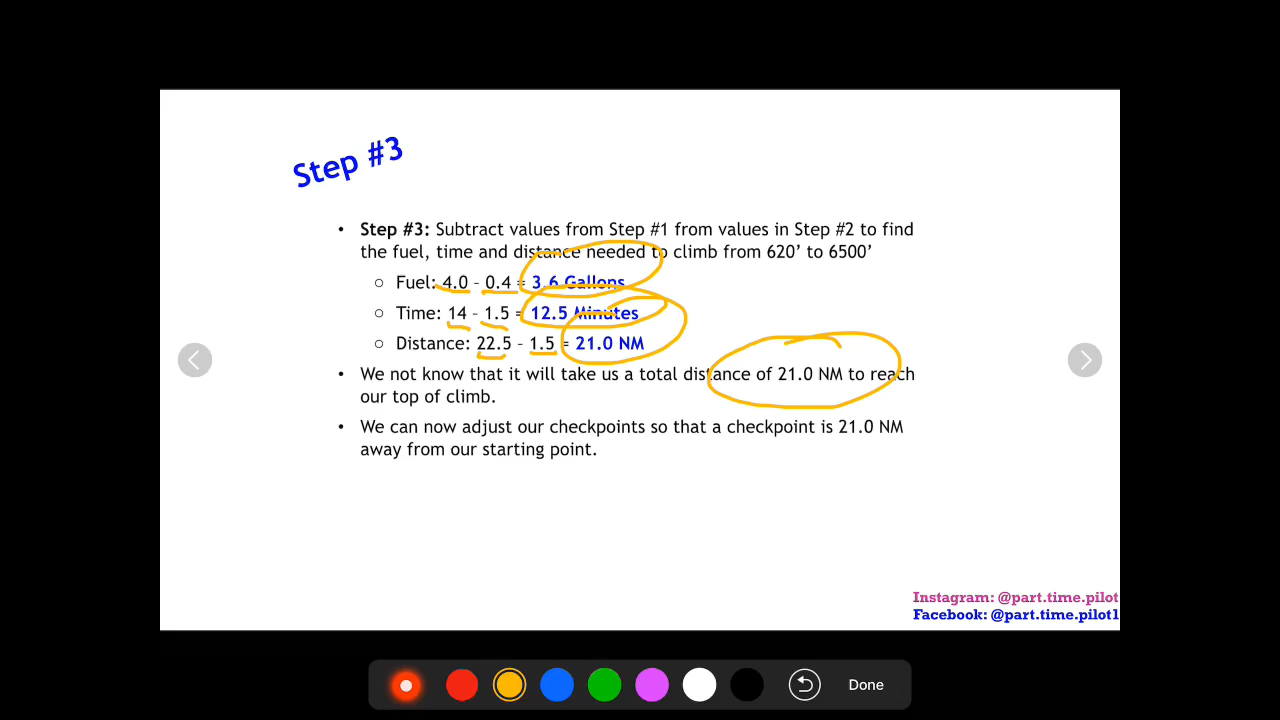 Step #3
• Step #3: Subtract values from Step #1 from values in Step #2 to find
the fuel, time and distance needed to climb from 620’ to 6500’
○ Fuel: 4.0 – 0.4 = 3.6 Gallons
○ Time: 14 – 1.5 = 12.5 Minutes
○ Distance: 22.5 – 1.5 = 21.0 NM
• We not know that it will take us a total distance of 21.0 NM to reach
our top of climb.
• We can now adjust our checkpoints so that a checkpoint is 21.0 NM
away from our starting point.
Instagram: @part.time.pilot
Facebook: @part.time.pilot1
Done